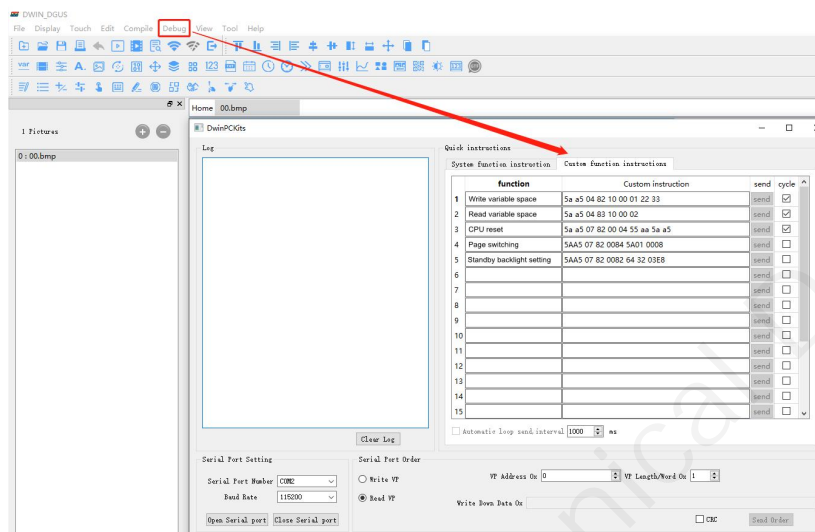 DWIN_DGUS
File Display Touch Edit Compile Debug View Tool Help
Home 00.bmp
1 Pictures
0 : 00.bmp
DwinPCKits
Log
Quick instructions
System function instruction Custom function instructions
function Custom instruction send cycle
1 Write variable space 5a a5 04 82 10 00 01 22 33 send
2 Read variable space 5a a5 04 83 10 00 02 send
3 CPU reset 5a a5 07 82 00 04 55 aa 5a a5 send
4 Page switching 5AA5 07 82 0084 5A01 0008 send
5 Standby backlight setting 5AA5 07 82 0082 64 32 03E8 send
6 send
7 send
8 send
9 send
10 send
11 send
12 send
13 send
14 send
15 send
Automatic loop send,interval 1000 ms
Clear Log
Serial Port Setting
Serial Port Number COM2
Baud Rate 115200
Open Serial port Close Serial port
Serial Port Order
Write VP
Read VP
VP Address 0x 0 VP Length/Word 0x 1
Write Down Data 0x
CRC Send Order